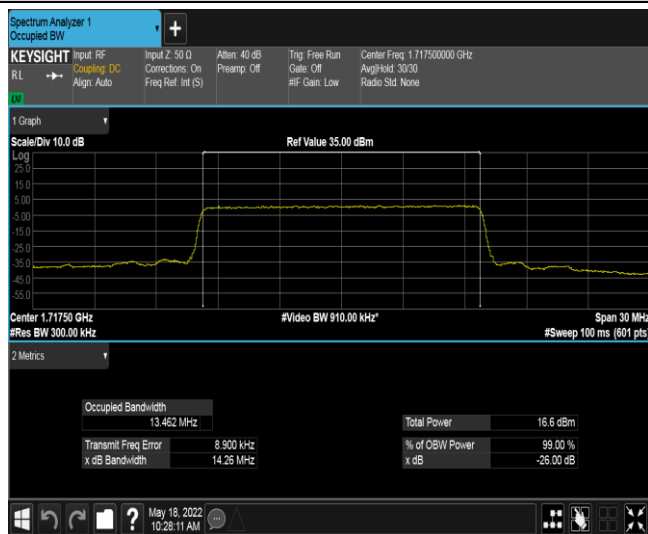 Spectrum Analyzer 1
Occupied BW
+
KEYSIGHT
RL
LXI
Input: RF
Coupling: DC
Align: Auto
Input Z: 50 Ω
Corrections: On
Freq Ref: Int (S)
Atten: 40 dB
Preamp: Off
Trig: Free Run
Gate: Off
#IF Gain: Low
Center Freq: 1.717500000 GHz
Avg|Hold: 30/30
Radio Std: None
1 Graph
Scale/Div 10.0 dB
Ref Value 35.00 dBm
Log
25.0
15.0
5.00
-5.00
-15.0
-25.0
-35.0
-45.0
-55.0
Center 1.71750 GHz
#Video BW 910.00 kHz*
Span 30 MHz
#Res BW 300.00 kHz
#Sweep 100 ms (601 pts)
2 Metrics
Occupied Bandwidth
13.462 MHz
Total Power 16.6 dBm
Transmit Freq Error 8.900 kHz
% of OBW Power 99.00 %
x dB Bandwidth 14.26 MHz
x dB -26.00 dB
?
May 18, 2022
10:28:11 AM